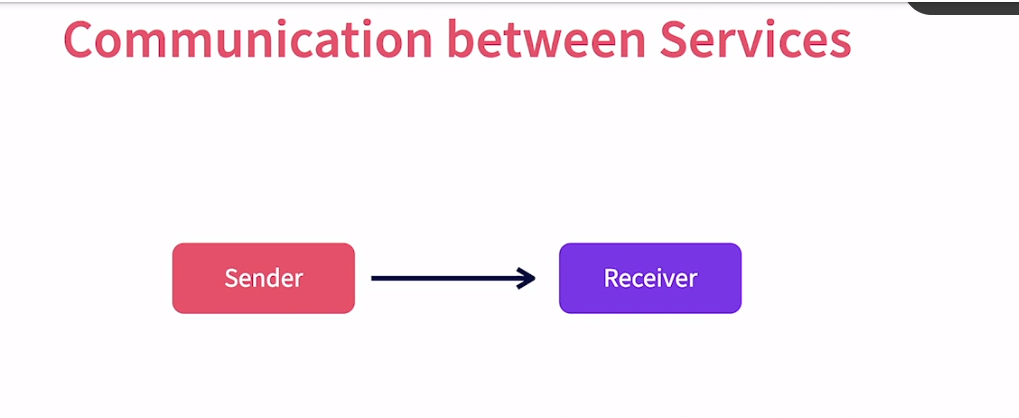 Communication between Services
Sender
Receiver